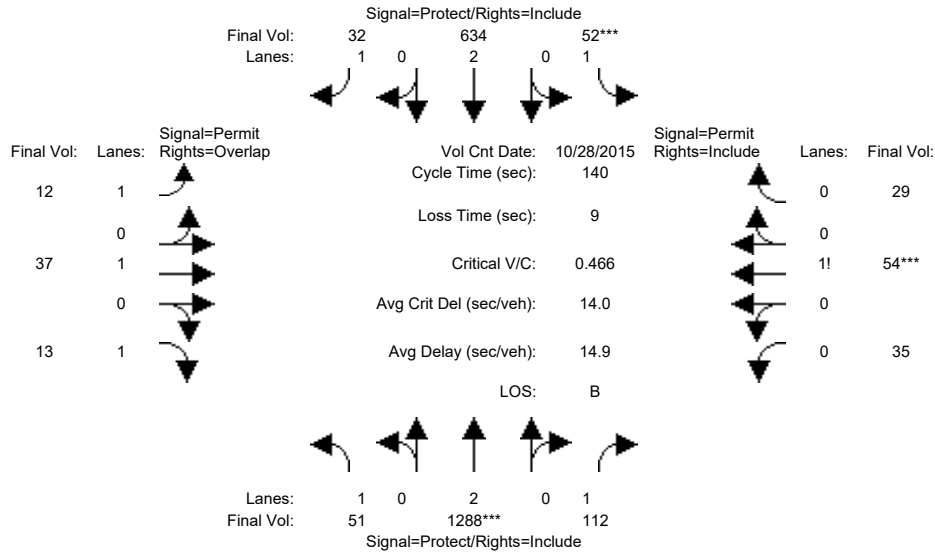 Signal=Protect/Rights=Include
Final Vol: 32 634 52***
Lanes: 1 0 2 0 1
Signal=Permit
Final Vol: Lanes: Rights=Overlap
Vol Cnt Date: 10/28/2015
Signal=Permit
Rights=Include Lanes: Final Vol:
Cycle Time (sec): 140
12 1
0 29
Loss Time (sec): 9
0
0
37 1
Critical V/C: 0.466
1! 54***
0
Avg Crit Del (sec/veh): 14.0
0
13 1
Avg Delay (sec/veh): 14.9
0 35
LOS: B
Lanes: 1 0 2 0 1
Final Vol: 51 1288*** 112
Signal=Protect/Rights=Include